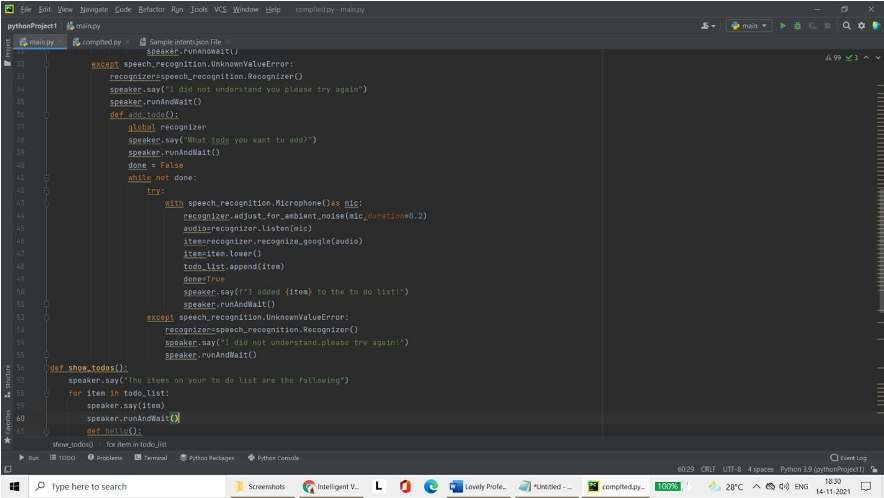 File Edit View Navigate Code Refactor Run Tools VCS Window Help complted.py - main.py
pythonProject1 main.py
main
main.py complted.py Sample intents.json File
Project
99 3
31 speaker.runAndWait()
32 except speech_recognition.UnknownValueError:
33 recognizer=speech_recognition.Recognizer()
34 speaker.say("I did not understand you please try again")
35 speaker.runAndWait()
36 def add_todo():
37 global recognizer
38 speaker.say("What todo you want to add?")
39 speaker.runAndWait()
40 done = False
41 while not done:
42 try:
43 with speech_recognition.Microphone()as mic:
44 recognizer.adjust_for_ambient_noise(mic,duration=0.2)
45 audio=recognizer.listen(mic)
46 item=recognizer.recognize_google(audio)
47 item=item.lower()
48 todo_list.append(item)
49 done=True
50 speaker.say(f"I added {item} to the to do list!")
51 speaker.runAndWait()
52 except speech_recognition.UnknownValueError:
53 recognizer=speech_recognition.Recognizer()
54 speaker.say("I did not understand.please try again!")
55 speaker.runAndWait()
56 def show_todos():
57 speaker.say("The items on your to do list are the following")
58 for item in todo_list:
59 speaker.say(item)
60 speaker.runAndWait()
61 def hello():
Structure
Favorites
show_todos() for item in todo_list
Run TODO Problems Terminal Python Packages Python Console Event Log
60:29 CRLF UTF-8 4 spaces Python 3.9 (pythonProject1)
Type here to search
Screenshots
Intelligent V...
L
Lovely Profe...
*Untitled - ...
complted.py ...
100%
28°C
ENG
18:30
14-11-2021